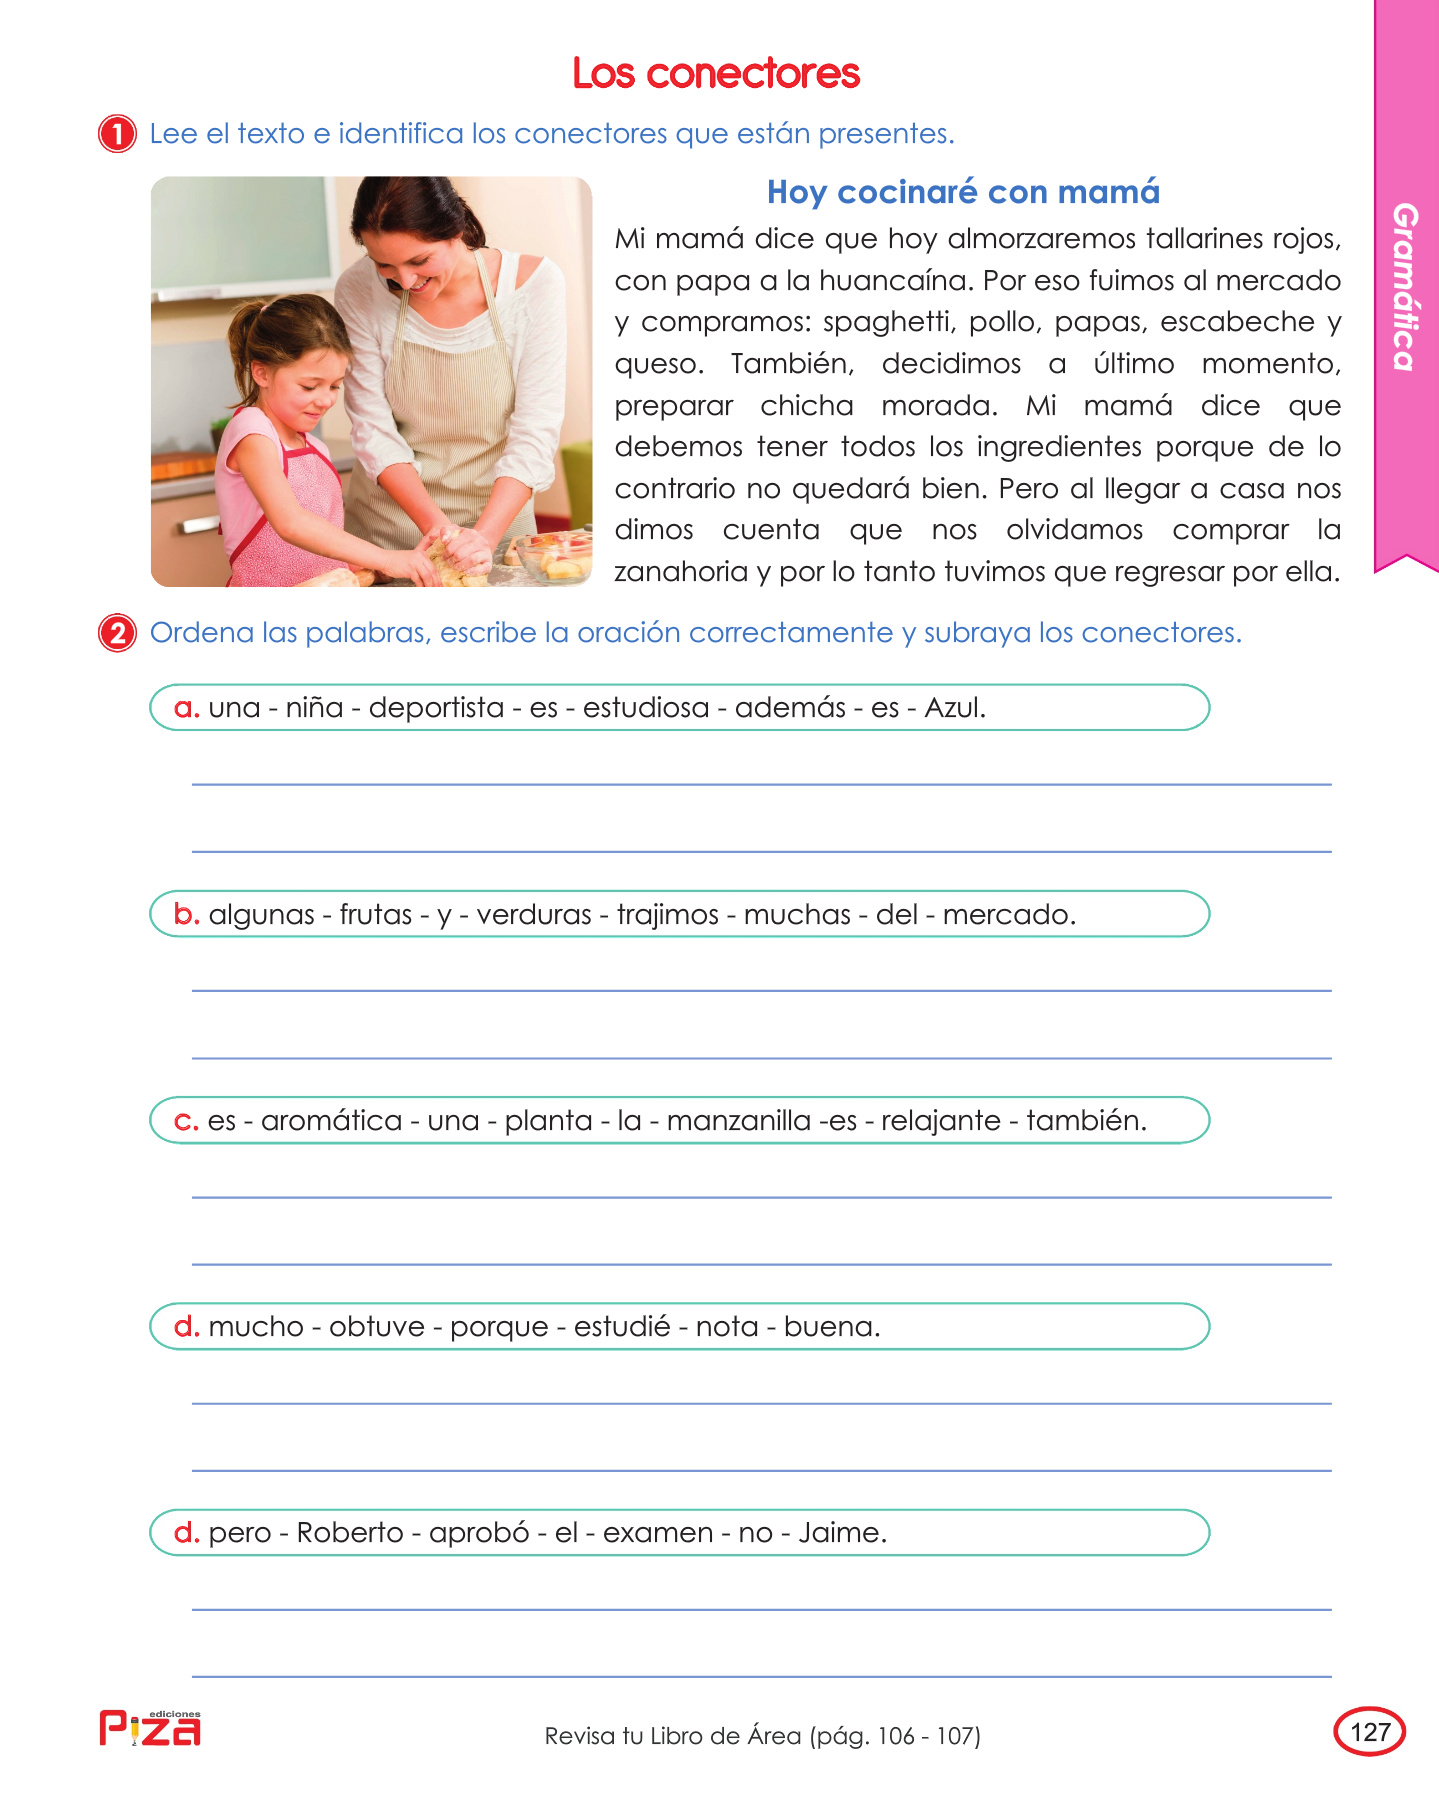 Los conectores
1 Lee el texto e identifica los conectores que están presentes.
Hoy cocinaré con mamá
Mi mamá dice que hoy almorzaremos tallarines rojos,
con papa a la huancaína. Por eso fuimos al mercado
y compramos: spaghetti, pollo, papas, escabeche y
queso. También, decidimos a último momento,
preparar chicha morada. Mi mamá dice que
debemos tener todos los ingredientes porque de lo
contrario no quedará bien. Pero al llegar a casa nos
dimos cuenta que nos olvidamos comprar la
zanahoria y por lo tanto tuvimos que regresar por ella.
Gramática
2 Ordena las palabras, escribe la oración correctamente y subraya los conectores.
a. una - niña - deportista - es - estudiosa - además - es - Azul.
b. algunas - frutas - y - verduras - trajimos - muchas - del - mercado.
c. es - aromática - una - planta - la - manzanilla -es - relajante - también.
d. mucho - obtuve - porque - estudié - nota - buena.
d. pero - Roberto - aprobó - el - examen - no - Jaime.
ediciones
Piza
Revisa tu Libro de Área (pág. 106 - 107)
127